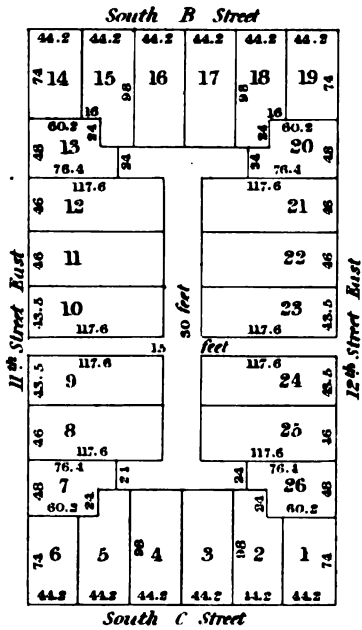 South B Street
44.2 44.2 44.2 44.2 44.2 44.2
74 14 15 98 16 17 98 18 19 74
16 16
60.2 24 24 60.2
48 13 20 48
76.4 24 24 76.4
117.6 117.6
46 12 21 46
46 11 22 46
43.5 10 23 43.5
117.6 117.6
30 feet
11th Street East
12th Street East
15 feet
117.6 117.6
43.5 9 24 43.5
46 8 25 46
117.6 117.6
76.4 21 24 76.4
48 7 26 48
60.2 24 24 60.2
74 6 5 98 4 3 98 2 1 74
44.2 44.2 44.2 44.2 44.2 44.2
South C Street